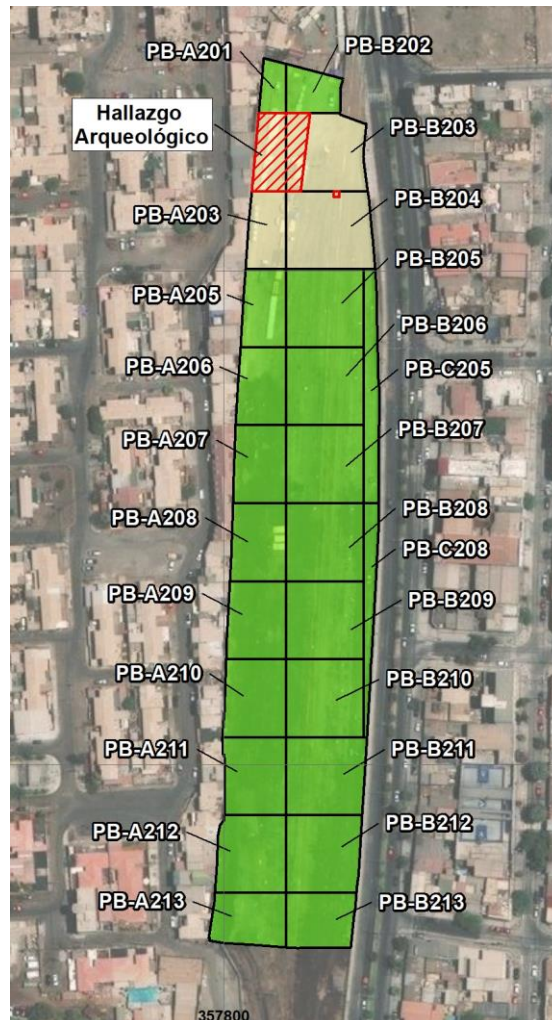 PB-A201
PB-B202
Hallazgo
Arqueológico
PB-B203
PB-A203
PB-B204
PB-A205
PB-B205
PB-A206
PB-B206
PB-C205
PB-A207
PB-B207
PB-A208
PB-B208
PB-C208
PB-A209
PB-B209
PB-A210
PB-B210
PB-A211
PB-B211
PB-A212
PB-B212
PB-A213
PB-B213
357800